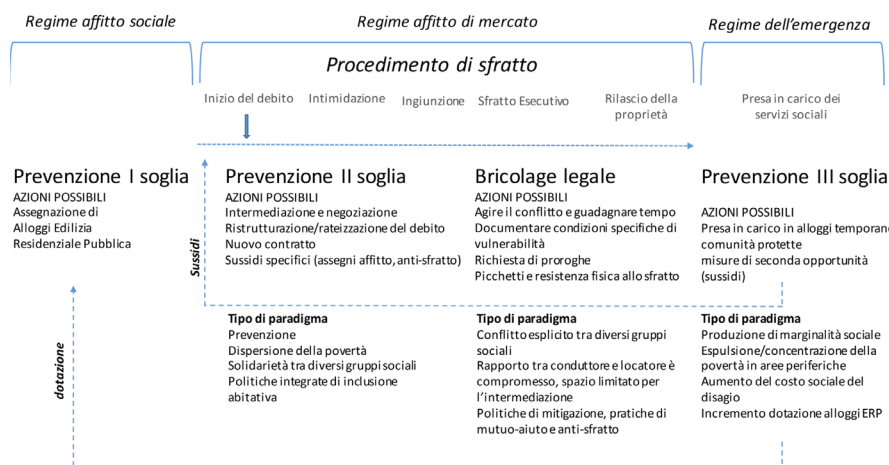 Regime affitto sociale
Regime affitto di mercato
Regime dell'emergenza
Procedimento di sfratto
Inizio del debito
Intimidazione
Ingiunzione
Sfratto Esecutivo
Rilascio della
proprietà
Presa in carico dei
servizi sociali
Prevenzione I soglia
AZIONI POSSIBILI
Assegnazione di
Alloggi Edilizia
Residenziale Pubblica
Sussidi
Prevenzione II soglia
AZIONI POSSIBILI
Intermediazione e negoziazione
Ristrutturazione/rateizzazione del debito
Nuovo contratto
Sussidi specifici (assegni affitto, anti-sfratto)
Bricolage legale
AZIONI POSSIBILI
Agire il conflitto e guadagnare tempo
Documentare condizioni specifiche di
vulnerabilità
Richiesta di proroghe
Picchetti e resistenza fisica allo sfratto
Prevenzione III soglia
AZIONI POSSIBILI
Presa in carico in alloggi temporane
comunità protette
misure di seconda opportunità
(sussidi)
dotazione
Tipo di paradigma
Prevenzione
Dispersione della povertà
Solidarietà tra diversi gruppi sociali
Politiche integrate di inclusione
abitativa
Tipo di paradigma
Conflitto esplicito tra diversi gruppi
sociali
Rapporto tra conduttore e locatore è
compromesso, spazio limitato per
l'intermediazione
Politiche di mitigazione, pratiche di
mutuo-aiuto e anti-sfratto
Tipo di paradigma
Produzione di marginalità sociale
Espulsione/concentrazione della
povertà in aree periferiche
Aumento del costo sociale del
disagio
Incremento dotazione alloggi ERP